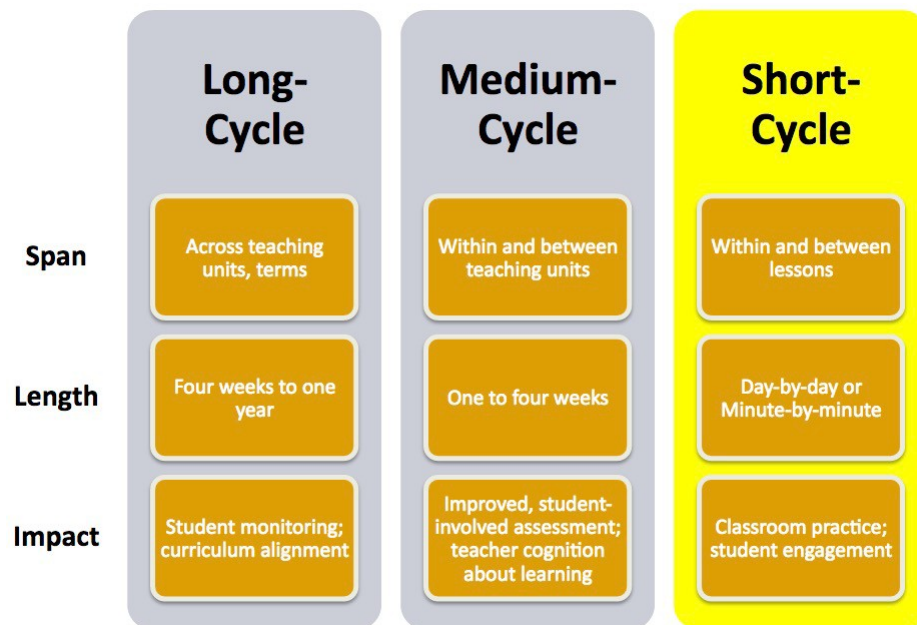 Long-
Cycle
Medium-
Cycle
Short-
Cycle
Span
Across teaching
units, terms
Within and between
teaching units
Within and between
lessons
Length
Four weeks to one
year
One to four weeks
Day-by-day or
Minute-by-minute
Impact
Student monitoring;
curriculum alignment
Improved, student-
involved assessment;
teacher cognition
about learning
Classroom practice;
student engagement